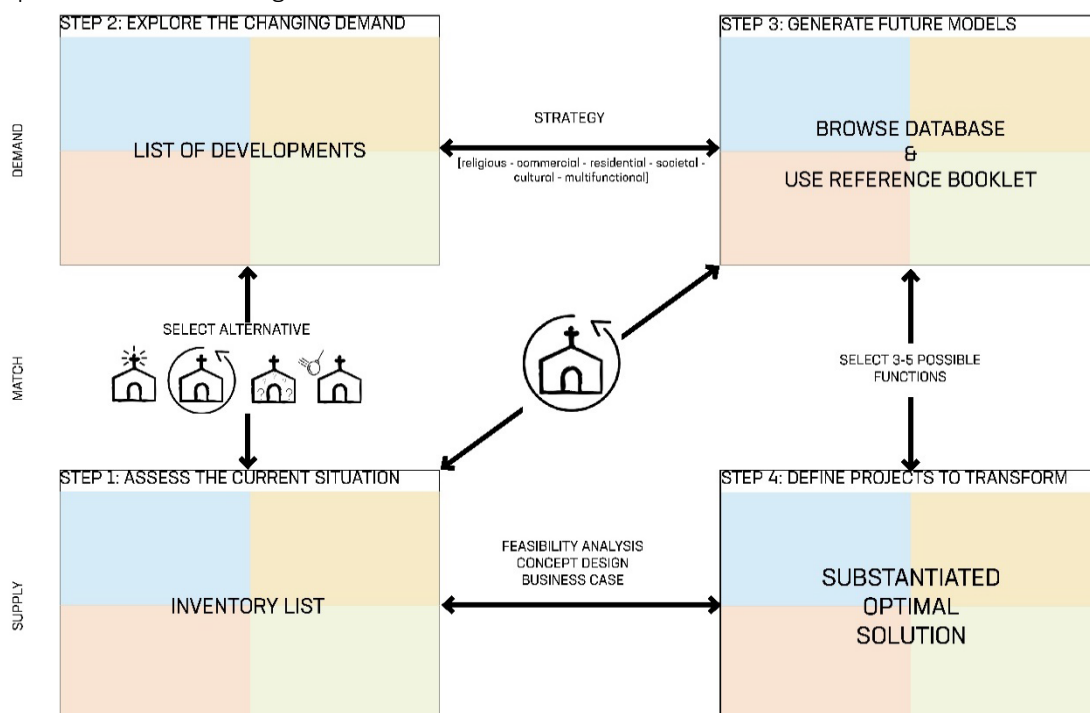 STEP 2: EXPLORE THE CHANGING DEMAND
STEP 3: GENERATE FUTURE MODELS
DEMAND
LIST OF DEVELOPMENTS
STRATEGY
[religious - commercial - residential - societal -
cultural - multifunctional]
BROWSE DATABASE
&
USE REFERENCE BOOKLET
MATCH
SELECT ALTERNATIVE
SELECT 3-5 POSSIBLE
FUNCTIONS
STEP 1: ASSESS THE CURRENT SITUATION
STEP 4: DEFINE PROJECTS TO TRANSFORM
SUPPLY
INVENTORY LIST
FEASIBILITY ANALYSIS
CONCEPT DESIGN
BUSINESS CASE
SUBSTANTIATED
OPTIMAL
SOLUTION